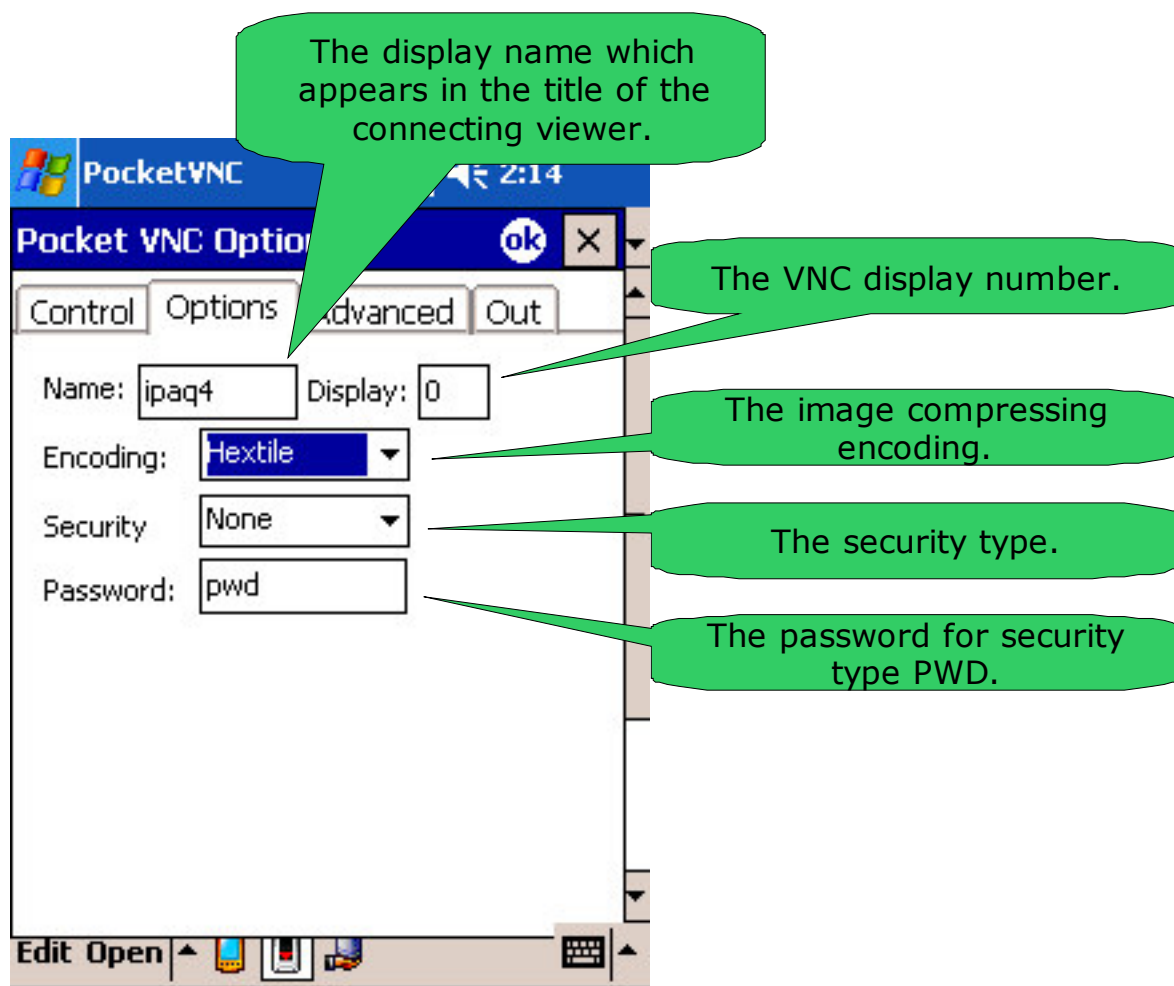 The display name which
appears in the title of the
connecting viewer.
PocketVNC 2:14
Pocket VNC Optio ok
The VNC display number.
Control Options Advanced Out
Name: ipaq4 Display: 0
The image compressing
encoding.
Encoding: Hextile
Security None
The security type.
Password: pwd
The password for security
type PWD.
Edit Open